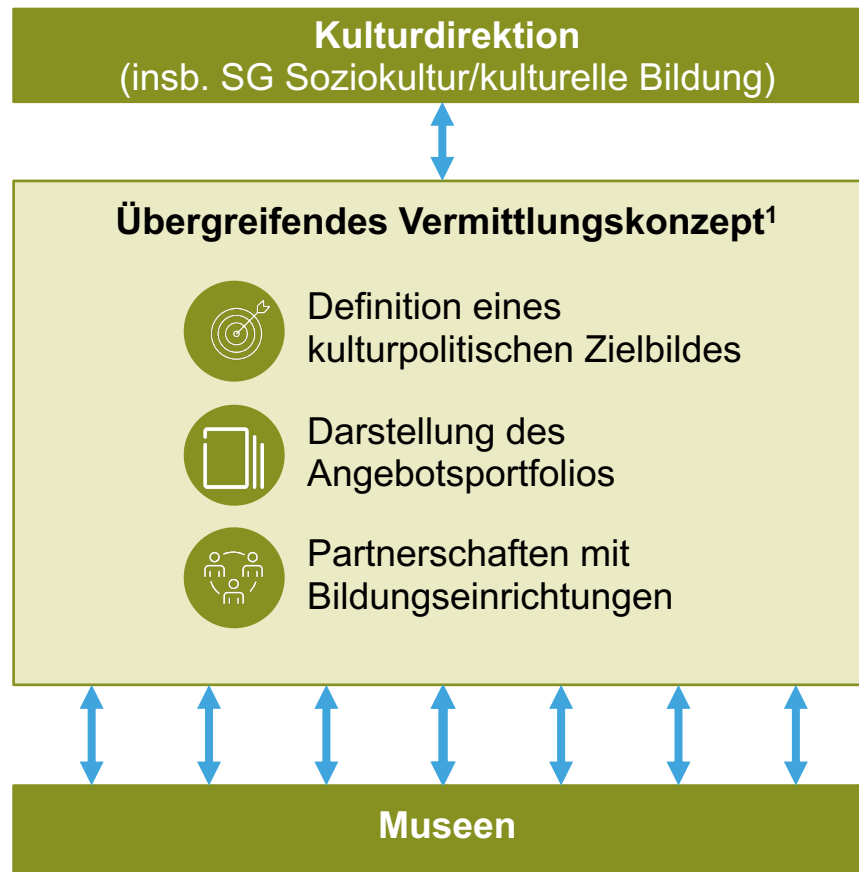 Kulturdirektion
(insb. SG Soziokultur/kulturelle Bildung)
Übergreifendes Vermittlungskonzept¹
Definition eines
kulturpolitischen Zielbildes
Darstellung des
Angebotsportfolios
Partnerschaften mit
Bildungseinrichtungen
Museen